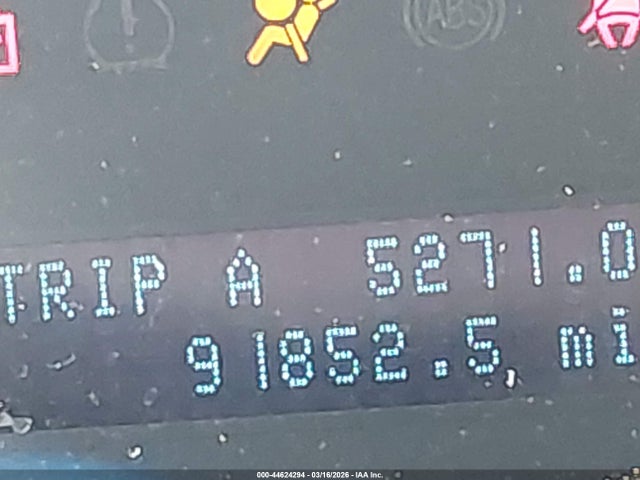 ABS
TRIP A 5271.0
91852.5 mi
000-44624294 - 03/16/2026 - IAA Inc.